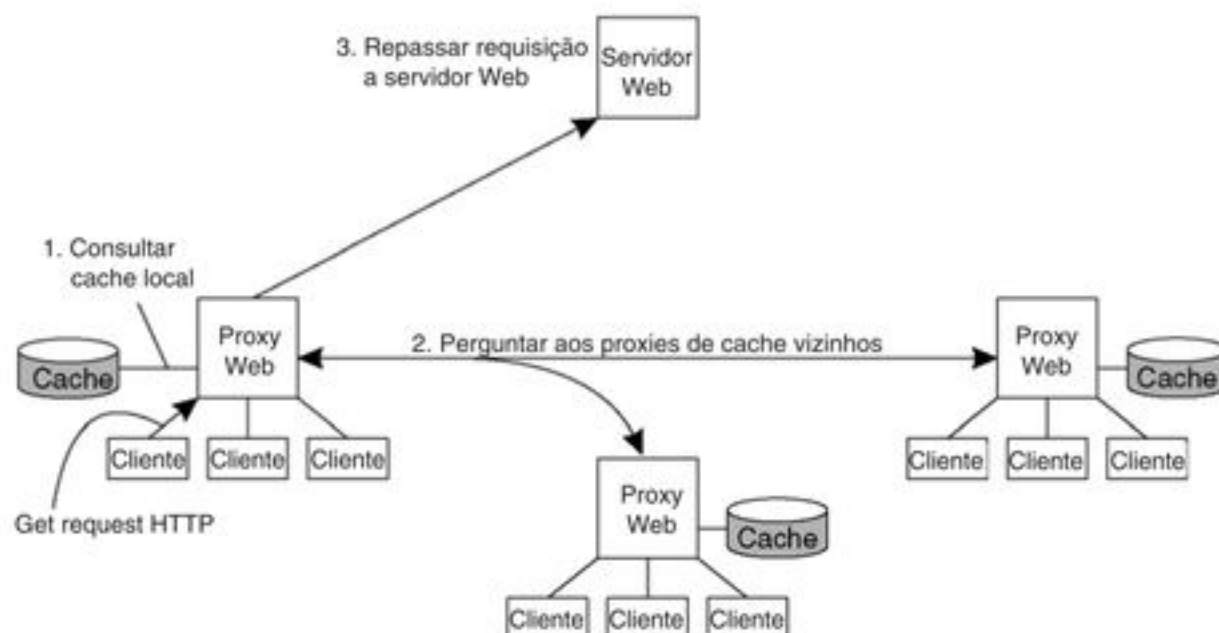 3. Repassar requisição
a servidor Web
Servidor
Web
1. Consultar
cache local
Proxy
Web
2. Perguntar aos proxies de cache vizinhos
Proxy
Web
Cache
Cache
Cliente
Cliente
Cliente
Cliente
Cliente
Cliente
Get request HTTP
Proxy
Web
Cache
Cliente
Cliente
Cliente